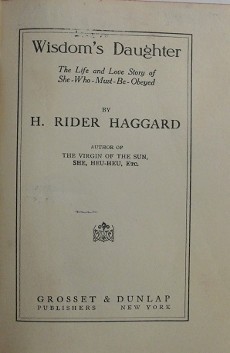 Wisdom's Daughter
The Life and Love Story of
She-Who-Must-Be-Obeyed
BY
H. RIDER HAGGARD
AUTHOR OF
THE VIRGIN OF THE SUN,
SHE, HEU-HEU, ETC.
GROSSET & DUNLAP
PUBLISHERS NEW YORK